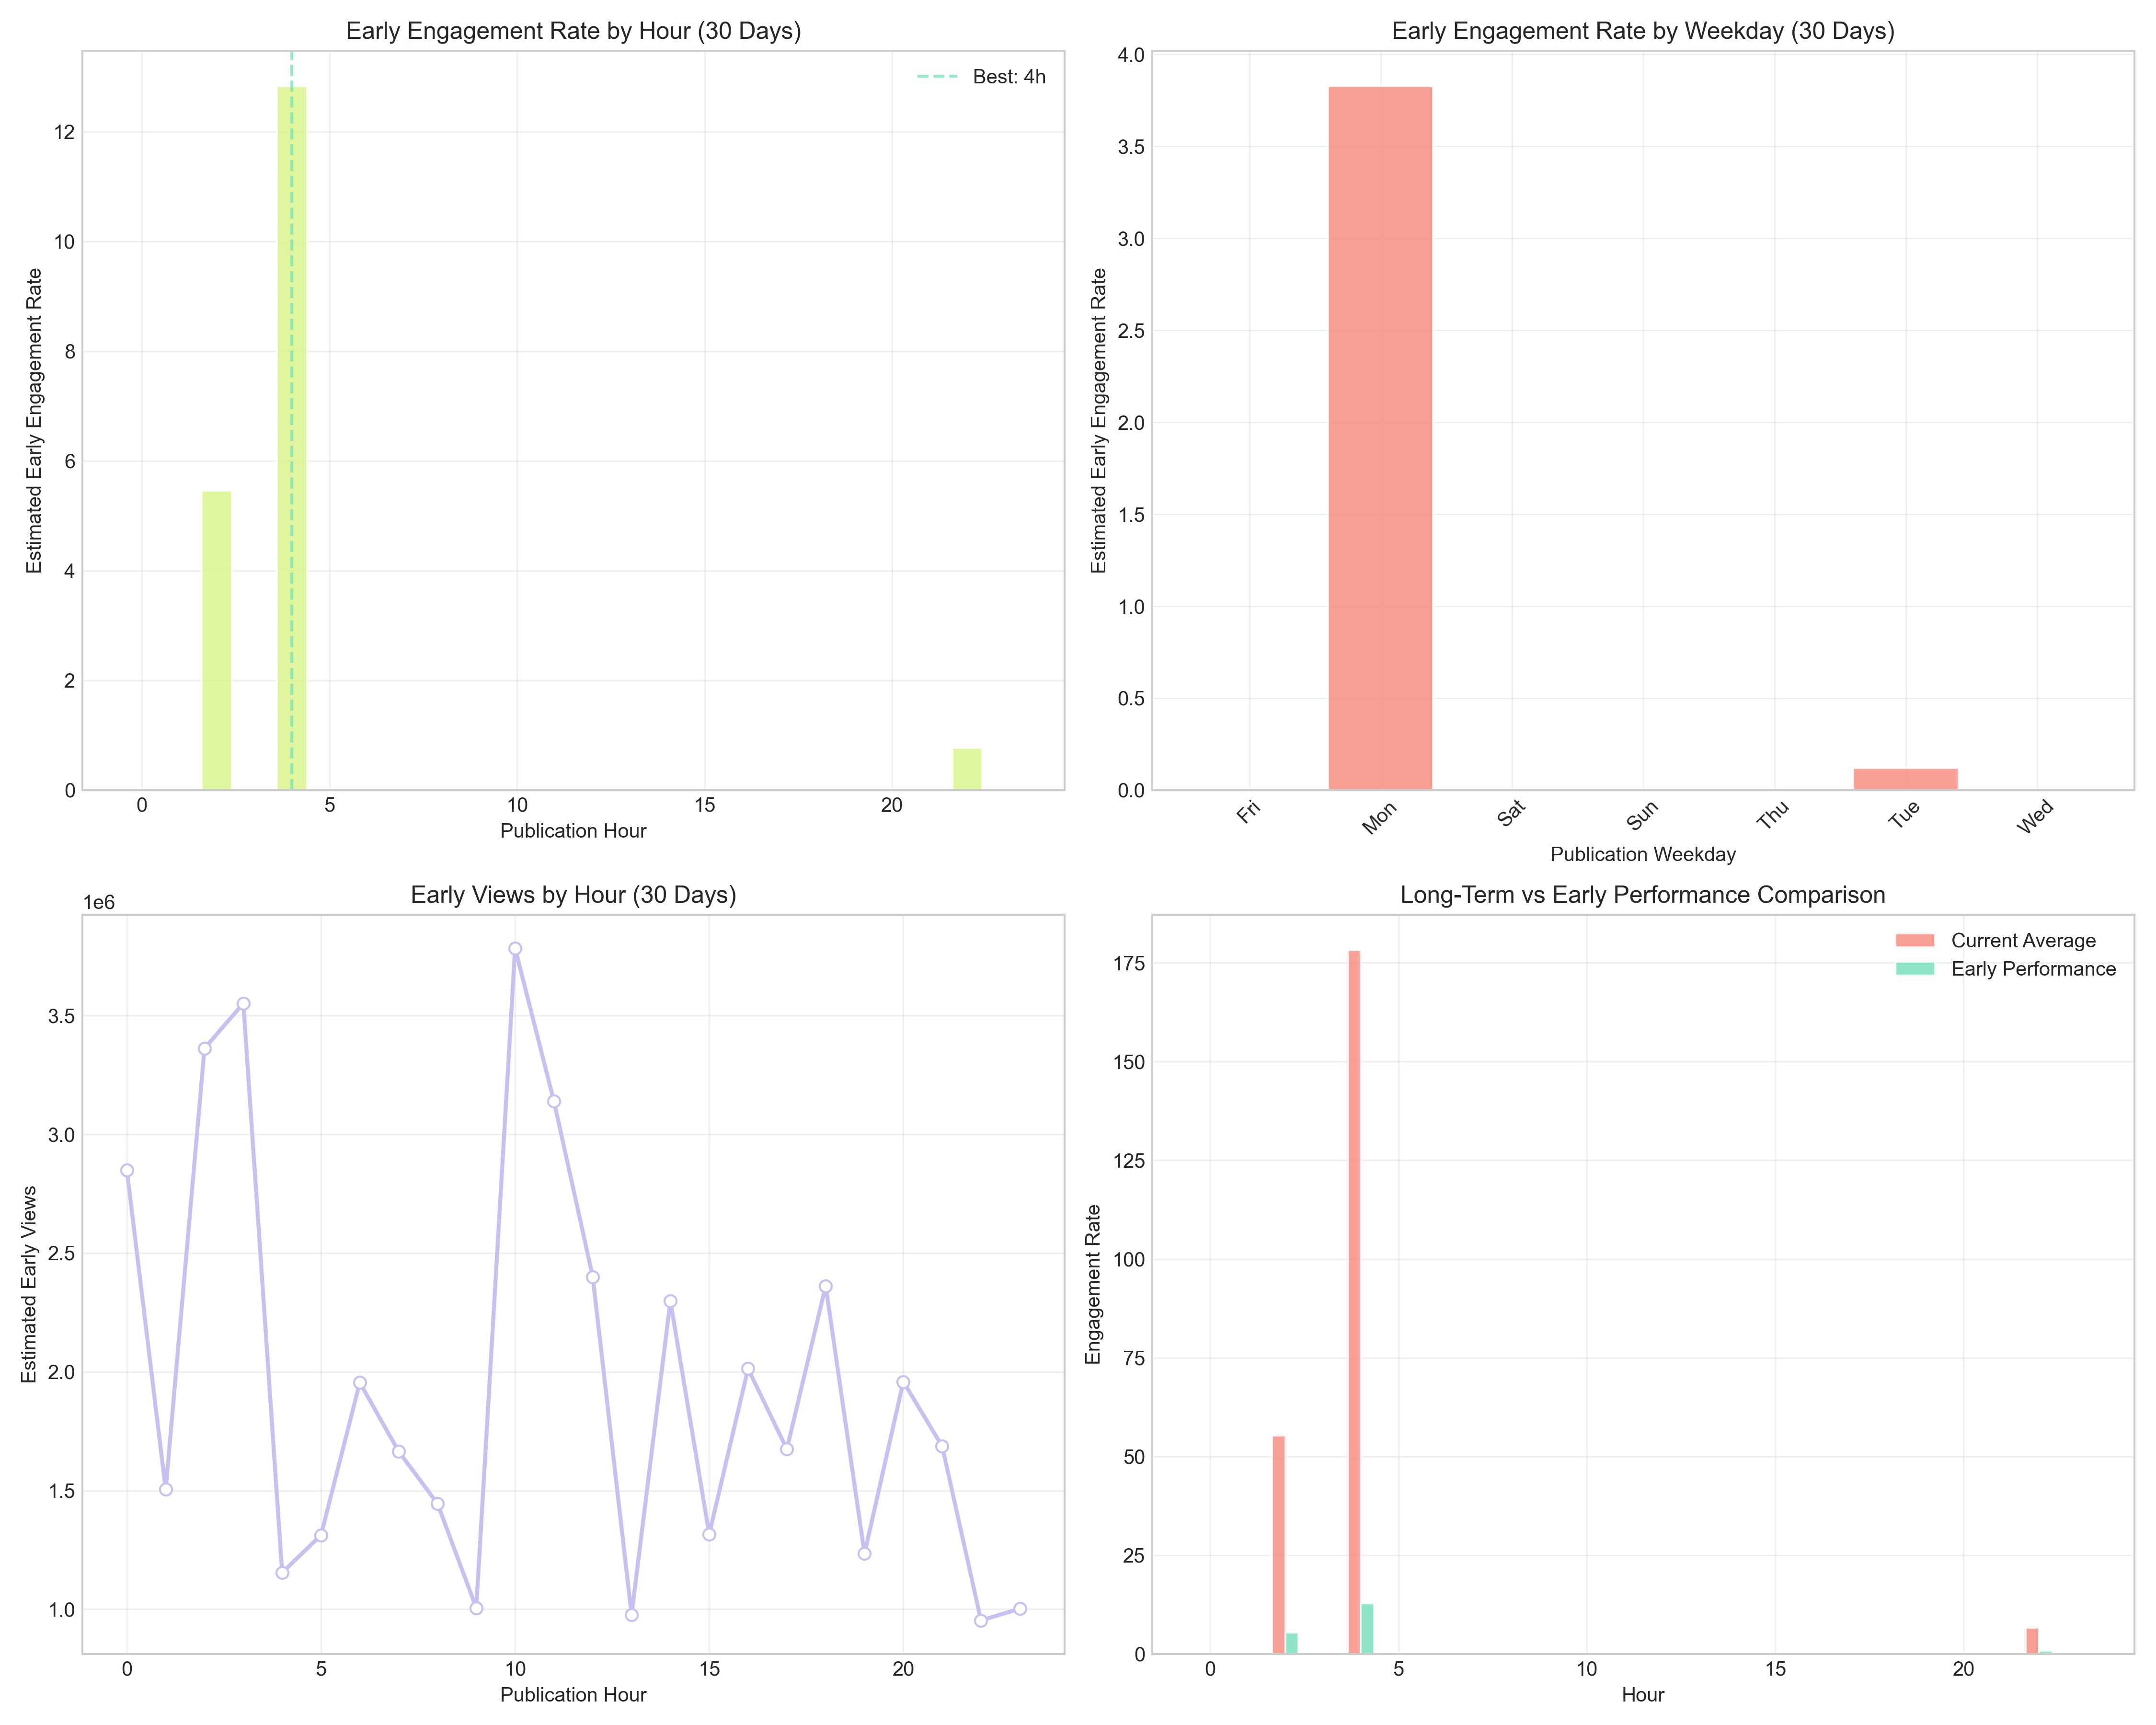 Early Engagement Rate by Hour (30 Days)
Best: 4h
Estimated Early Engagement Rate
12
10
8
6
4
2
0
0 5 10 15 20
Publication Hour
Early Engagement Rate by Weekday (30 Days)
Estimated Early Engagement Rate
4.0
3.5
3.0
2.5
2.0
1.5
1.0
0.5
0.0
Fri Mon Sat Sun Thu Tue Wed
Publication Weekday
Early Views by Hour (30 Days)
1e6
Estimated Early Views
3.5
3.0
2.5
2.0
1.5
1.0
0 5 10 15 20
Publication Hour
Long-Term vs Early Performance Comparison
Current Average
Early Performance
Engagement Rate
175
150
125
100
75
50
25
0
0 5 10 15 20
Hour